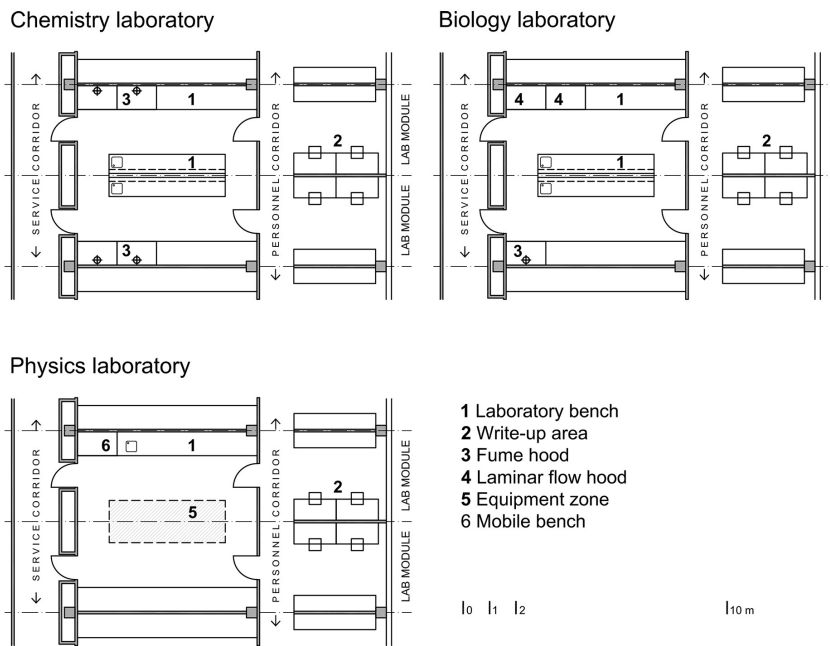 Chemistry laboratory
SERVICE CORRIDOR
3
1
1
3
PERSONNEL CORRIDOR
2
LAB MODULE
LAB MODULE
Biology laboratory
SERVICE CORRIDOR
4 4 1
1
3
PERSONNEL CORRIDOR
2
Physics laboratory
SERVICE CORRIDOR
6 1
5
PERSONNEL CORRIDOR
2
LAB MODULE
LAB MODULE
1 Laboratory bench
2 Write-up area
3 Fume hood
4 Laminar flow hood
5 Equipment zone
6 Mobile bench
0 1 2 10 m